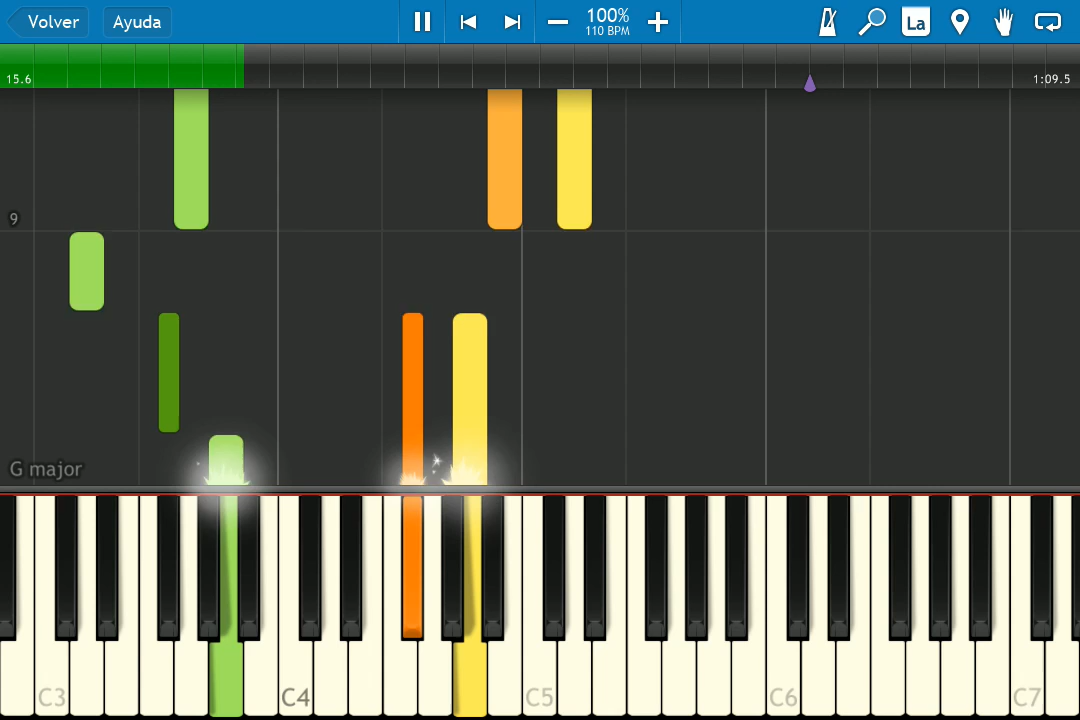 Volver
Ayuda
100%
110 BPM
La
15.6
1:09.5
9
G major
C3
C4
C5
C6
C7